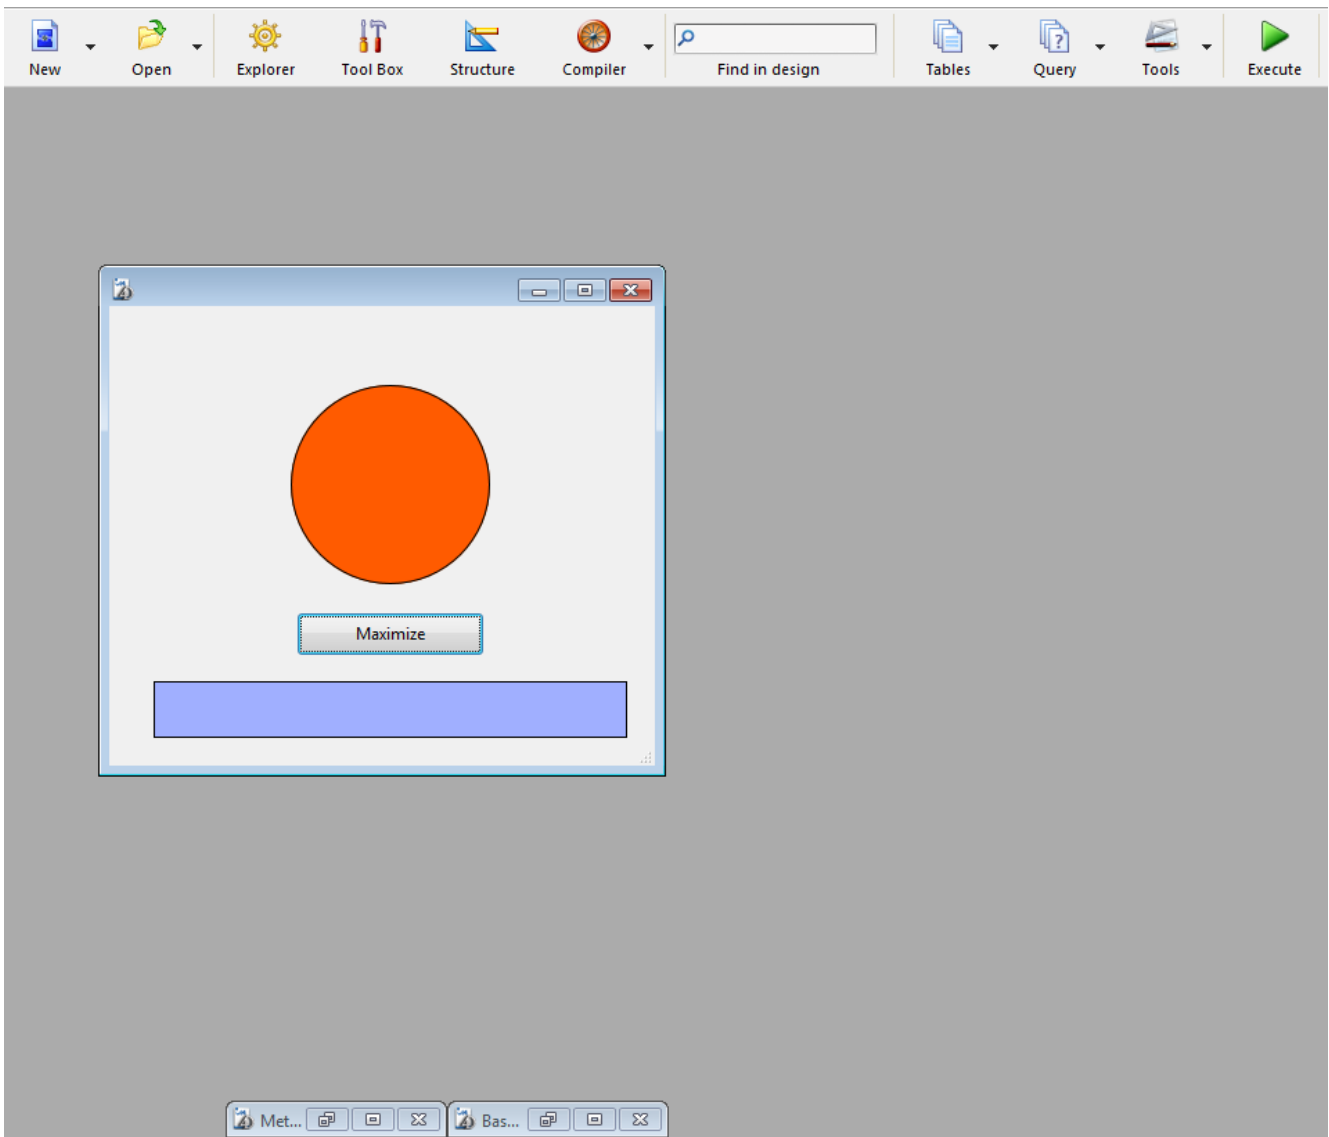 New Open Explorer Tool Box Structure Compiler Find in design Tables Query Tools Execute
Maximize
Met... Bas...